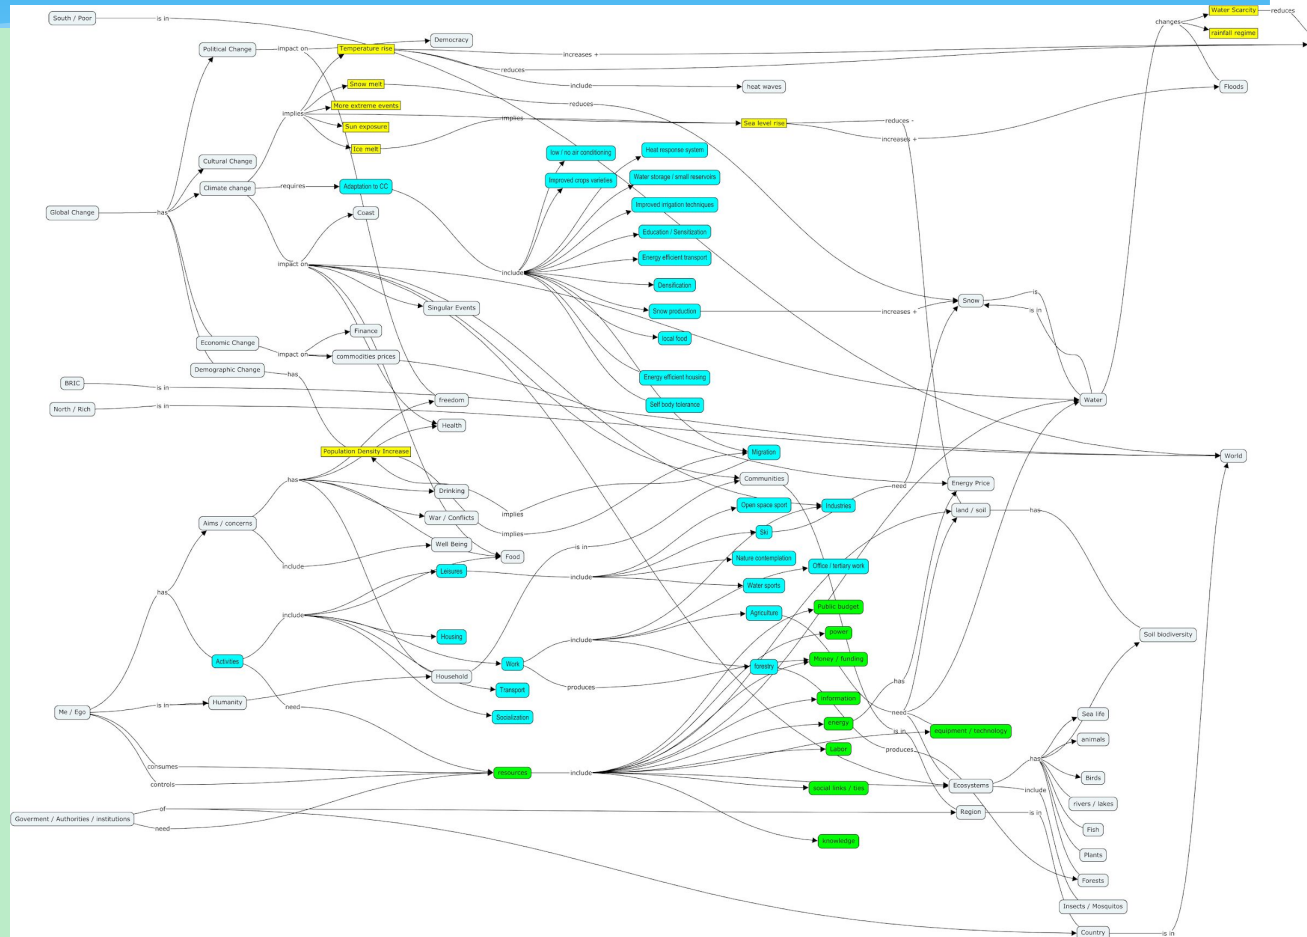 South / Poor
is in
Political Change
impact on
Temperature rise
Democracy
increases +
reduces
include
heat waves
Snow melt
reduces
More extreme events
implies
implies
Sun exposure
Ice melt
Sea level rise
reduces -
increases +
changes
Water Scarcity
reduces
rainfall regime
Floods
Cultural Change
Climate change
requires
Adaptation to CC
Global Change
has
Coast
impact on
include
low / no air conditioning
Heat response system
Improved crops varieties
Water storage / small reservoirs
Improved irrigation techniques
Education / Sensitization
Energy efficient transport
Densification
Snow production
increases +
local food
Energy efficient housing
Self body tolerance
Snow
is
is in
Water
Singular Events
Finance
Economic Change
impact on
commodities prices
Demographic Change
has
BRIC
is in
North / Rich
is in
freedom
Health
Population Density Increase
Migration
World
has
Drinking
Communities
need
Energy Price
Aims / concerns
War / Conflicts
implies
implies
Open space sport
Industries
land / soil
has
Ski
include
Well Being
Food
is in
Leisures
include
Nature contemplation
Office / tertiary work
Water sports
has
include
Agriculture
Public budget
Housing
include
power
Soil biodiversity
Activities
Work
produces
forestry
Money / funding
Household
has
Transport
information
Me / Ego
is in
Humanity
need
Socialization
energy
need
Sea life
is in
equipment / technology
animals
Labor
produces
consumes
controls
resources
include
social links / ties
Ecosystems
include
has
Birds
of
Goverment / Authorities / institutions
need
Region
is in
rivers / lakes
Fish
knowledge
Plants
Forests
Insects / Mosquitos
Country
is in